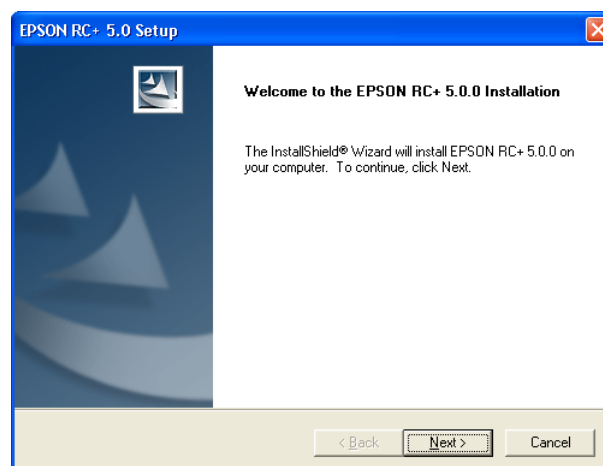 EPSON RC+ 5.0 Setup
Welcome to the EPSON RC+ 5.0.0 Installation
The InstallShield® Wizard will install EPSON RC+ 5.0.0 on
your computer. To continue, click Next.
< Back Next > Cancel